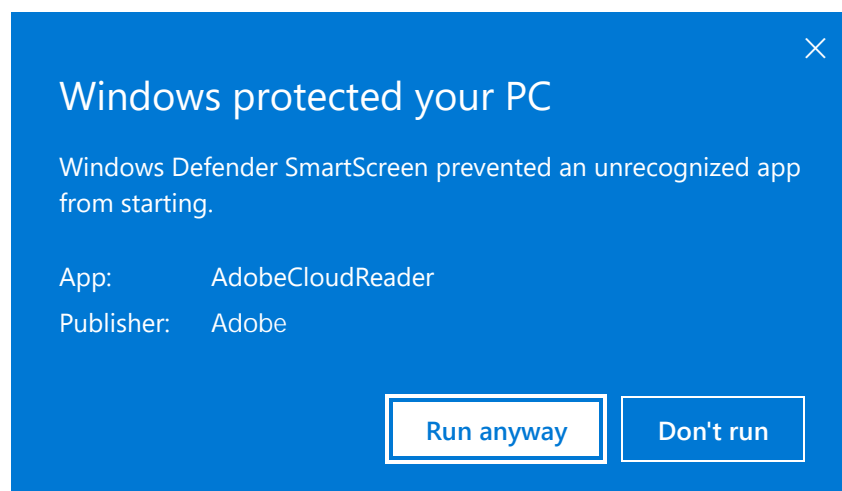 Windows protected your PC
Windows Defender SmartScreen prevented an unrecognized app
from starting.
App: AdobeCloudReader
Publisher: Adobe
Run anyway Don't run